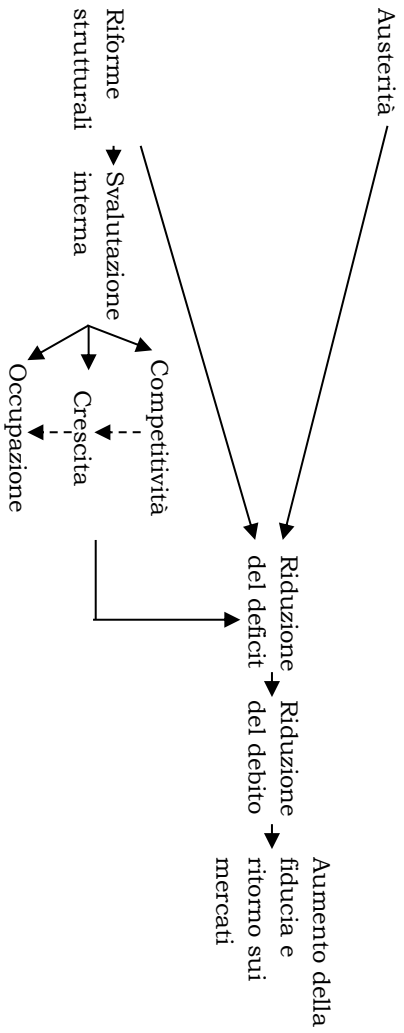 Austerità
Riforme
strutturali
Svalutazione
interna
Competitività
Crescita
Occupazione
Riduzione
del deficit
Riduzione
del debito
Aumento della
fiducia e
ritorno sui
mercati